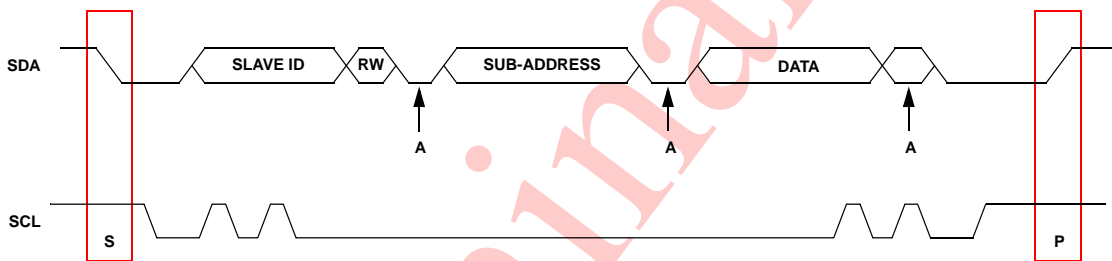 SDA SLAVE ID RW SUB-ADDRESS DATA
A A A
SCL
S P